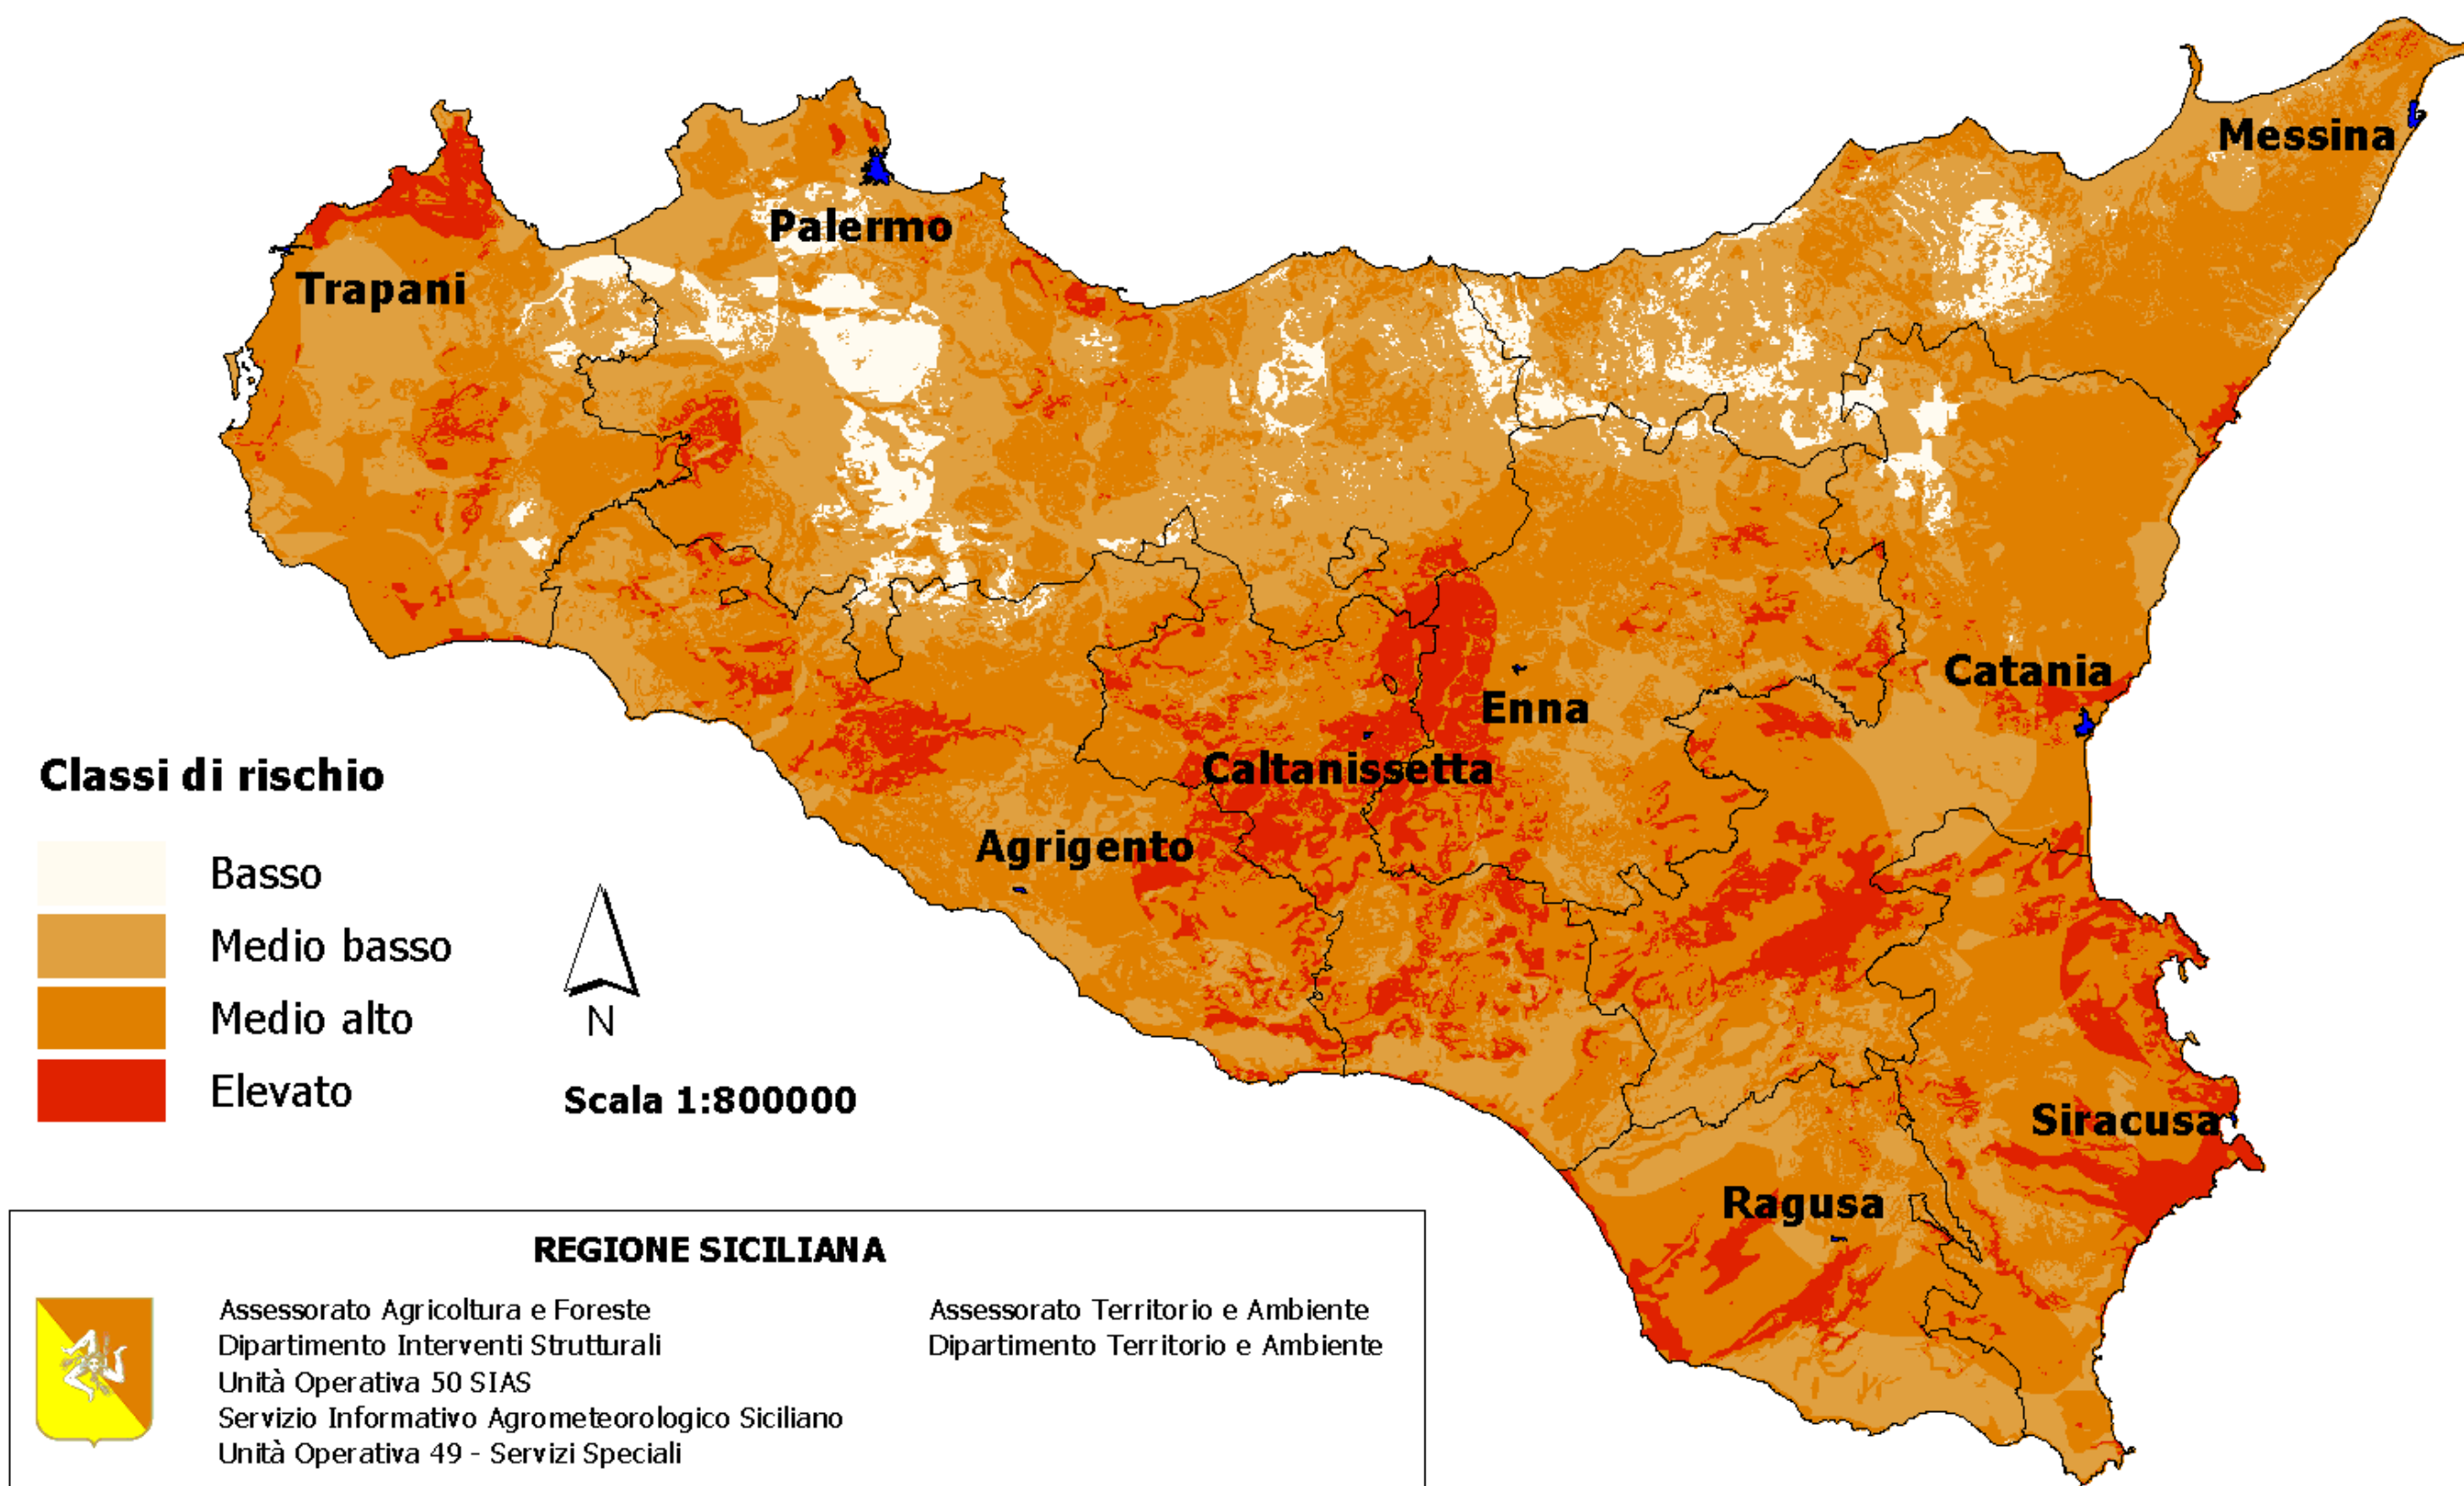 Messina
Palermo
Trapani
Catania
Enna
Caltanissetta
Agrigento
Siracusa
Ragusa
Classi di rischio
Basso
Medio basso
Medio alto
Elevato
N
Scala 1:800000
REGIONE SICILIANA
Assessorato Agricoltura e Foreste
Dipartimento Interventi Strutturali
Unità Operativa 50 SIAS
Servizio Informativo Agrometeorologico Siciliano
Unità Operativa 49 - Servizi Speciali
Assessorato Territorio e Ambiente
Dipartimento Territorio e Ambiente